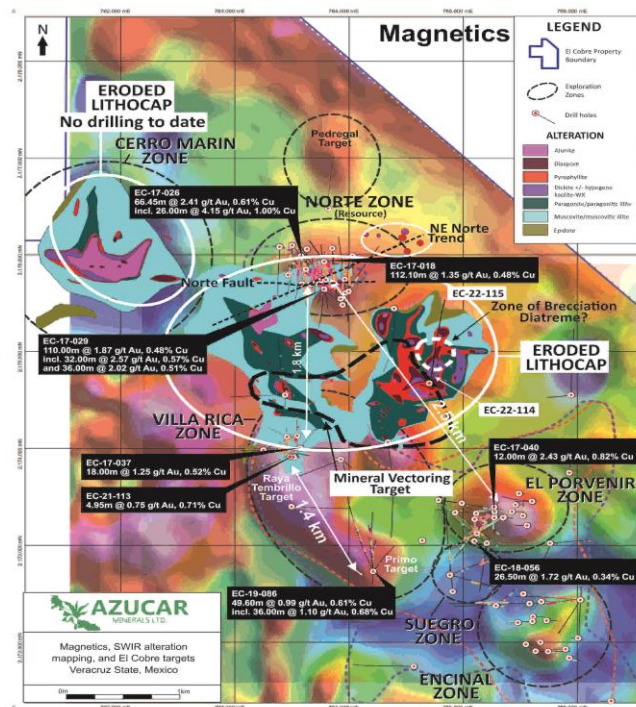 Magnetics
N
LEGEND
El Cobre Property
Boundary
Exploration
Zones
Drill holes
ALTERATION
Alunite
Diaspore
Pyrophyllite
Paragonite/paragonitic illite
Muscovite/muscovitic illite
Epidote
ERODED
LITHOCAP
No drilling to date
CERRO MARIN
ZONE
Pedregal Target
EC-17-026
66.45m @ 2.41 g/t Au, 0.61% Cu
incl. 26.00m @ 4.15 g/t Au, 1.00% Cu
NORTE ZONE
(Resource)
NE Norte
Trend
EC-17-018
112.10m @ 1.35 g/t Au, 0.48% Cu
Norte Fault
EC-22-115
Zone of Brecciation
Diatreme?
EC-17-029
110.00m @ 1.87 g/t Au, 0.48% Cu
incl. 32.00m @ 2.57 g/t Au, 0.57% Cu
and 36.00m @ 2.02 g/t Au, 0.51% Cu
1.8 km
2.5 km
ERODED
LITHOCAP
EC-22-114
VILLA RICA
ZONE
EC-17-037
18.00m @ 1.25 g/t Au, 0.52% Cu
Mineral Vectoring
Target
EC-17-040
12.00m @ 2.43 g/t Au, 0.82% Cu
EL PORVENIR
ZONE
EC-21-113
4.95m @ 0.75 g/t Au, 0.71% Cu
Raya
Tembrillo
Target
1.4 km
Primo
Target
EC-18-056
26.50m @ 1.72 g/t Au, 0.34% Cu
EC-19-086
49.60m @ 0.99 g/t Au, 0.61% Cu
incl. 36.00m @ 1.10 g/t Au, 0.68% Cu
SUEGRO
ZONE
ENCINAL
ZONE
AZUCAR
MINERALS LTD.
Magnetics, SWIR alteration
mapping, and El Cobre targets
Veracruz State, Mexico
0m
1km